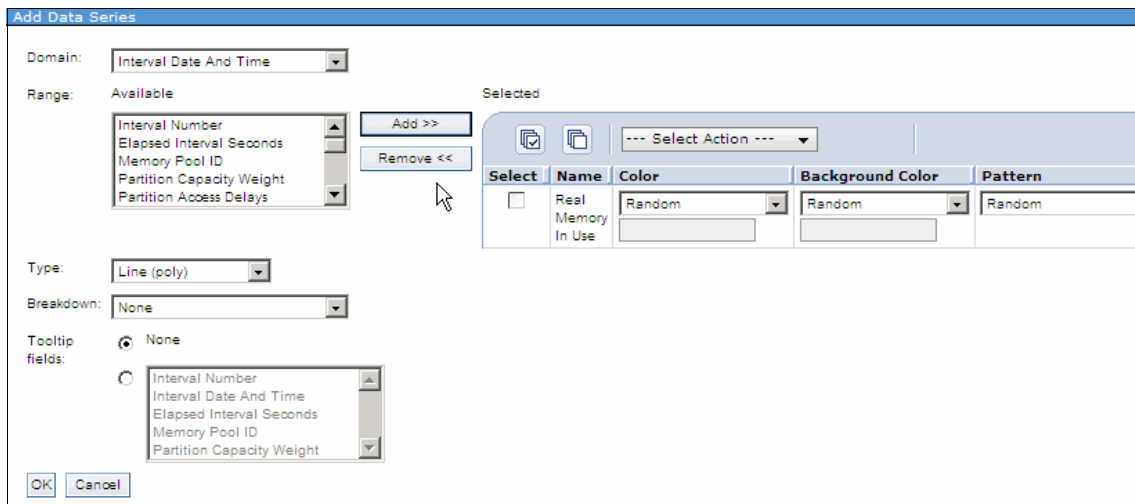 Add Data Series
Domain:
Interval Date And Time
Range:
Available
Selected
Interval Number
Elapsed Interval Seconds
Memory Pool ID
Partition Capacity Weight
Partition Access Delays
Add >>
Remove <<
--- Select Action ---
Select Name Color Background Color Pattern
Real
Memory
In Use
Random
Random
Random
Type:
Line (poly)
Breakdown:
None
Tooltip
fields:
None
Interval Number
Interval Date And Time
Elapsed Interval Seconds
Memory Pool ID
Partition Capacity Weight
OK Cancel